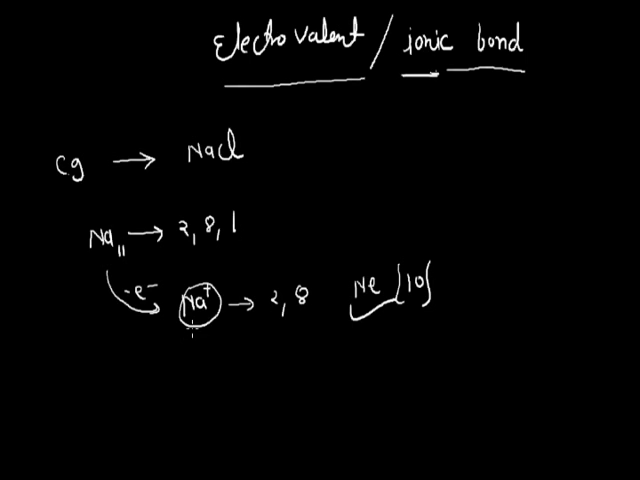 Electrovalent / ionic bond
Eg → NaCl
Na₁₁ → 2, 8, 1
-e-
Na⁺ → 2, 8 Ne (10)